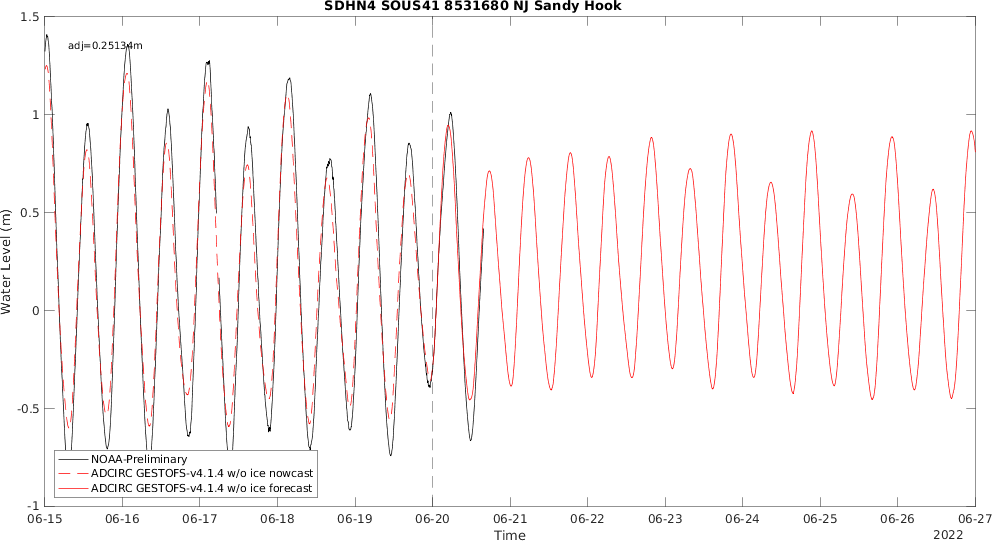 SDHN4 SOUS41 8531680 NJ Sandy Hook
adj=0.25134m
Water Level (m)
1.5
1
0.5
0
-0.5
-1
NOAA-Preliminary
ADCIRC GESTOFS-v4.1.4 w/o ice nowcast
ADCIRC GESTOFS-v4.1.4 w/o ice forecast
06-15 06-16 06-17 06-18 06-19 06-20 06-21 06-22 06-23 06-24 06-25 06-26 06-27
Time
2022